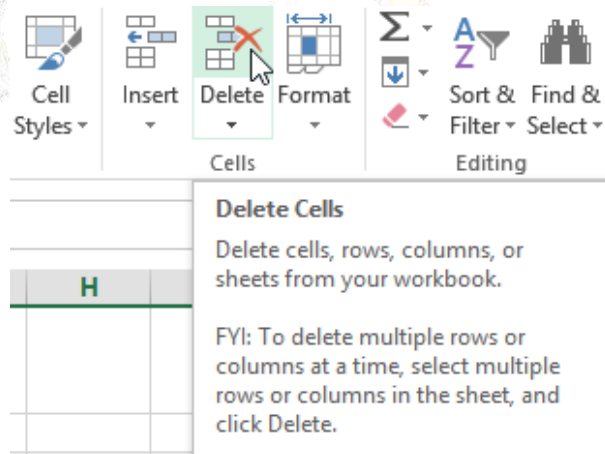 Σ
A
Z
Cell Insert Delete Format Sort & Find &
Styles Filter Select
Cells Editing
Delete Cells
Delete cells, rows, columns, or
sheets from your workbook.
H
FYI: To delete multiple rows or
columns at a time, select multiple
rows or columns in the sheet, and
click Delete.